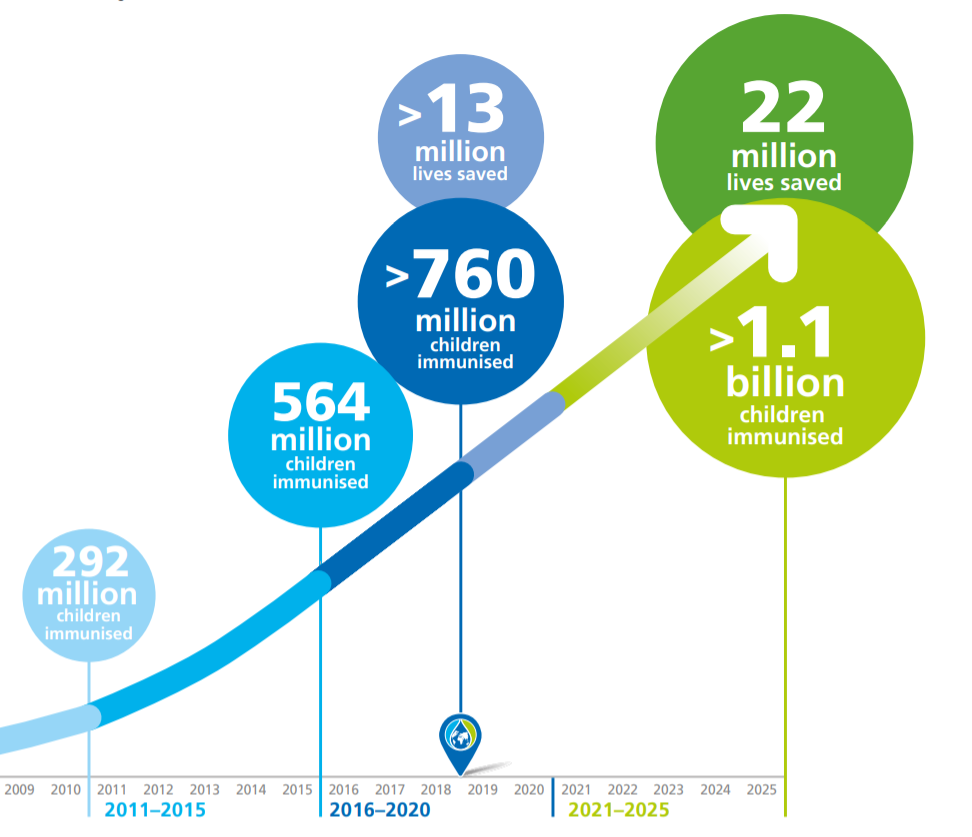 >13
million
lives saved
22
million
lives saved
>760
million
children
immunised
>1.1
billion
children
immunised
564
million
children
immunised
292
million
children
immunised
2009 2010 2011 2012 2013 2014 2015 2016 2017 2018 2019 2020 2021 2022 2023 2024 2025
2011–2015 2016–2020 2021–2025